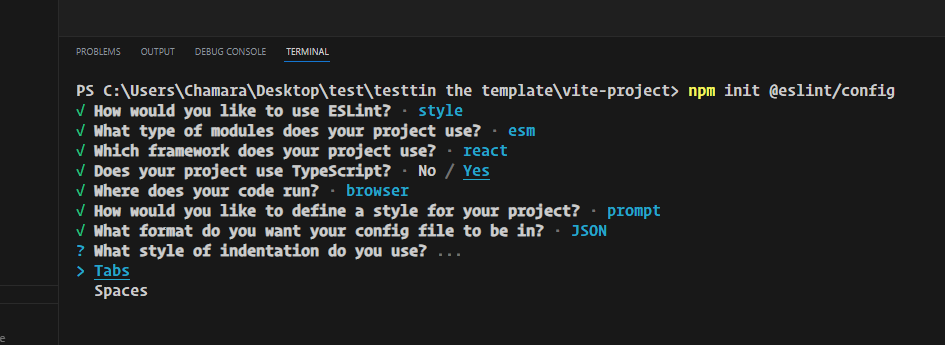 PROBLEMS OUTPUT DEBUG CONSOLE TERMINAL
PS C:\Users\Chamara\Desktop\test\testtin the template\vite-project> npm init @eslint/config
√ How would you like to use ESLint? · style
√ What type of modules does your project use? · esm
√ Which framework does your project use? · react
√ Does your project use TypeScript? · No / Yes
√ Where does your code run? · browser
√ How would you like to define a style for your project? · prompt
√ What format do you want your config file to be in? · JSON
? What style of indentation do you use? ...
> Tabs
Spaces